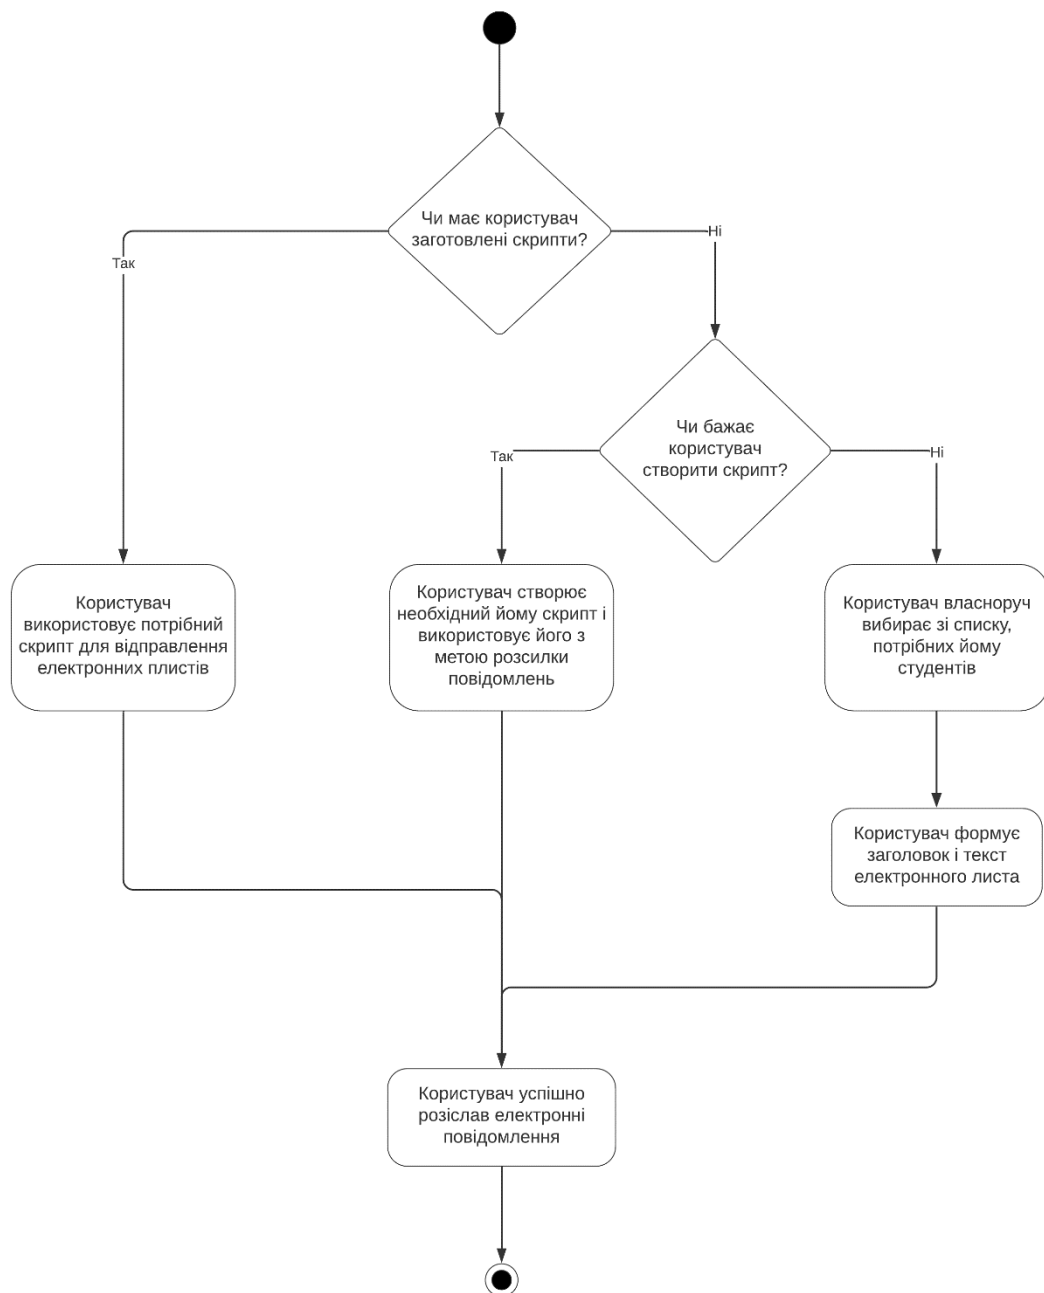 Чи має користувач
заготовлені скрипти?
Так
Ні
Чи бажає
користувач
створити скрипт?
Так
Ні
Користувач
використовує потрібний
скрипт для відправлення
електронних плистів
Користувач створює
необхідний йому скрипт і
використовує його з
метою розсилки
повідомлень
Користувач власноруч
вибирає зі списку,
потрібних йому
студентів
Користувач формує
заголовок і текст
електронного листа
Користувач успішно
розіслав електронні
повідомлення